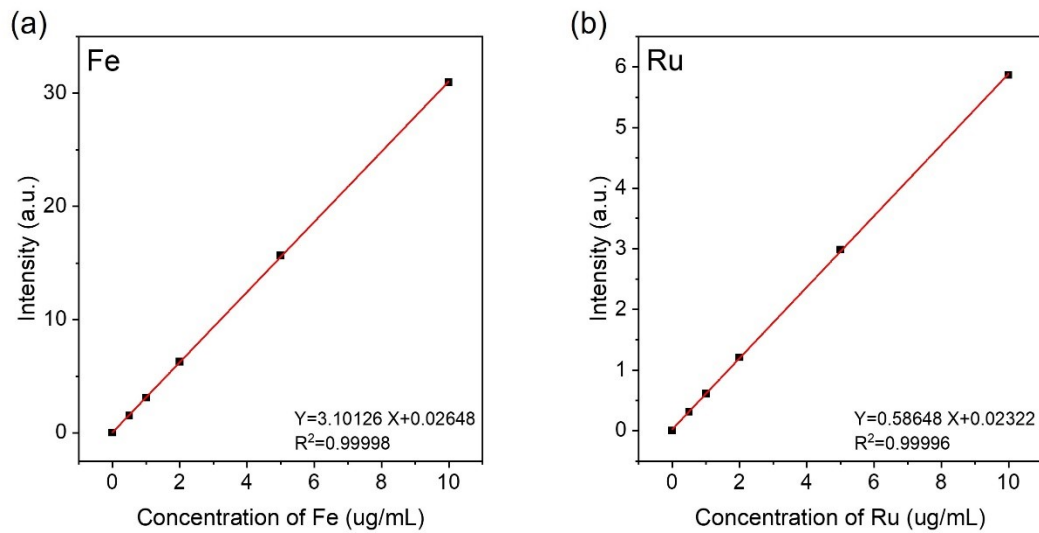 (a)
Fe
Intensity (a.u.)
30
20
10
0
Y=3.10126 X+0.02648
R²=0.99998
0 2 4 6 8 10
Concentration of Fe (ug/mL)
(b)
Ru
Intensity (a.u.)
6
5
4
3
2
1
0
Y=0.58648 X+0.02322
R²=0.99996
0 2 4 6 8 10
Concentration of Ru (ug/mL)